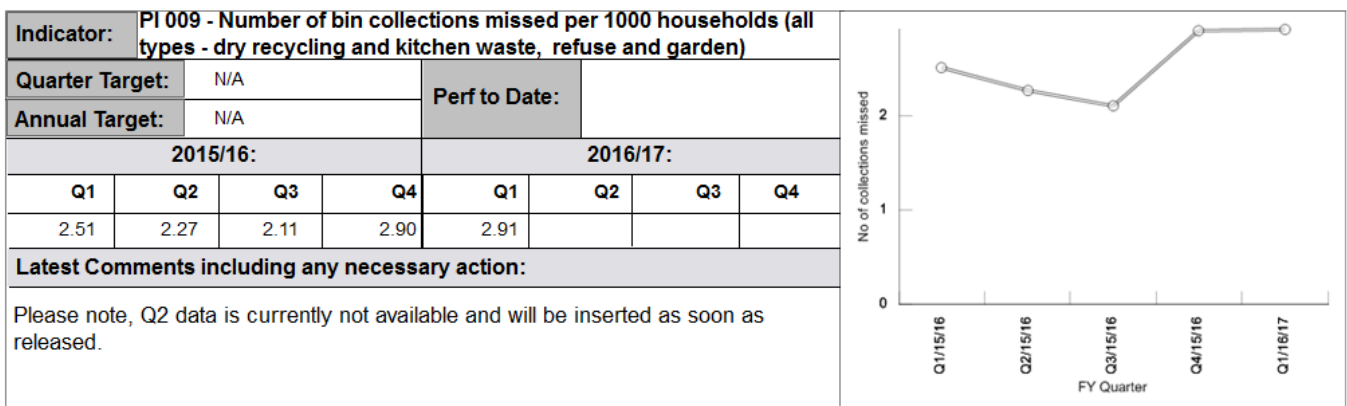 Indicator:
PI 009 - Number of bin collections missed per 1000 households (all
types - dry recycling and kitchen waste, refuse and garden)
Quarter Target: N/A
Annual Target: N/A
Perf to Date:
2015/16: 2016/17:
Q1 Q2 Q3 Q4 Q1 Q2 Q3 Q4
2.51 2.27 2.11 2.90 2.91
Latest Comments including any necessary action:
Please note, Q2 data is currently not available and will be inserted as soon as
released.
No of collections missed
2
1
0
Q1/15/16
Q2/15/16
Q3/15/16
Q4/15/16
Q1/16/17
FY Quarter